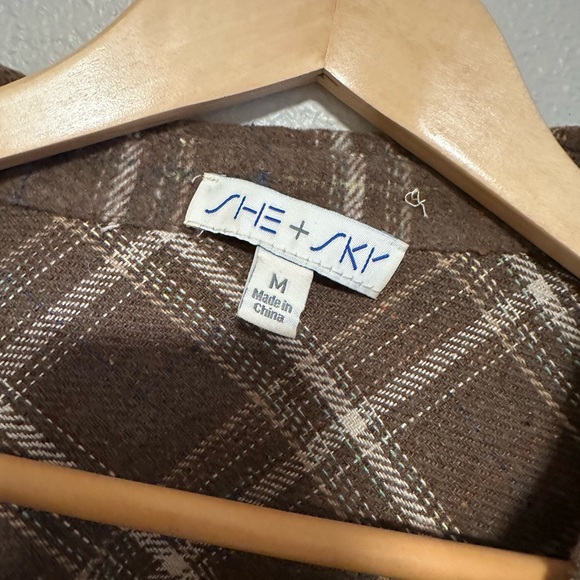 SHE + SKY
M
Made in
China